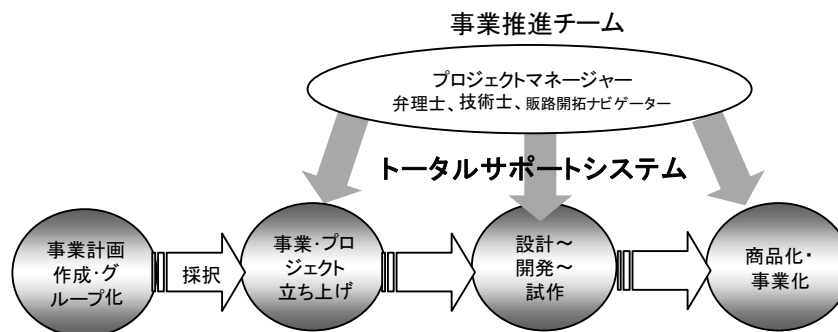 事業推進チーム
プロジェクトマネージャー
弁理士、技術士、販路開拓ナビゲーター
トータルサポートシステム
事業計画
作成・グ
ループ化
採択
事業・プロ
ジェクト
立ち上げ
設計～
開発～
試作
商品化・
事業化